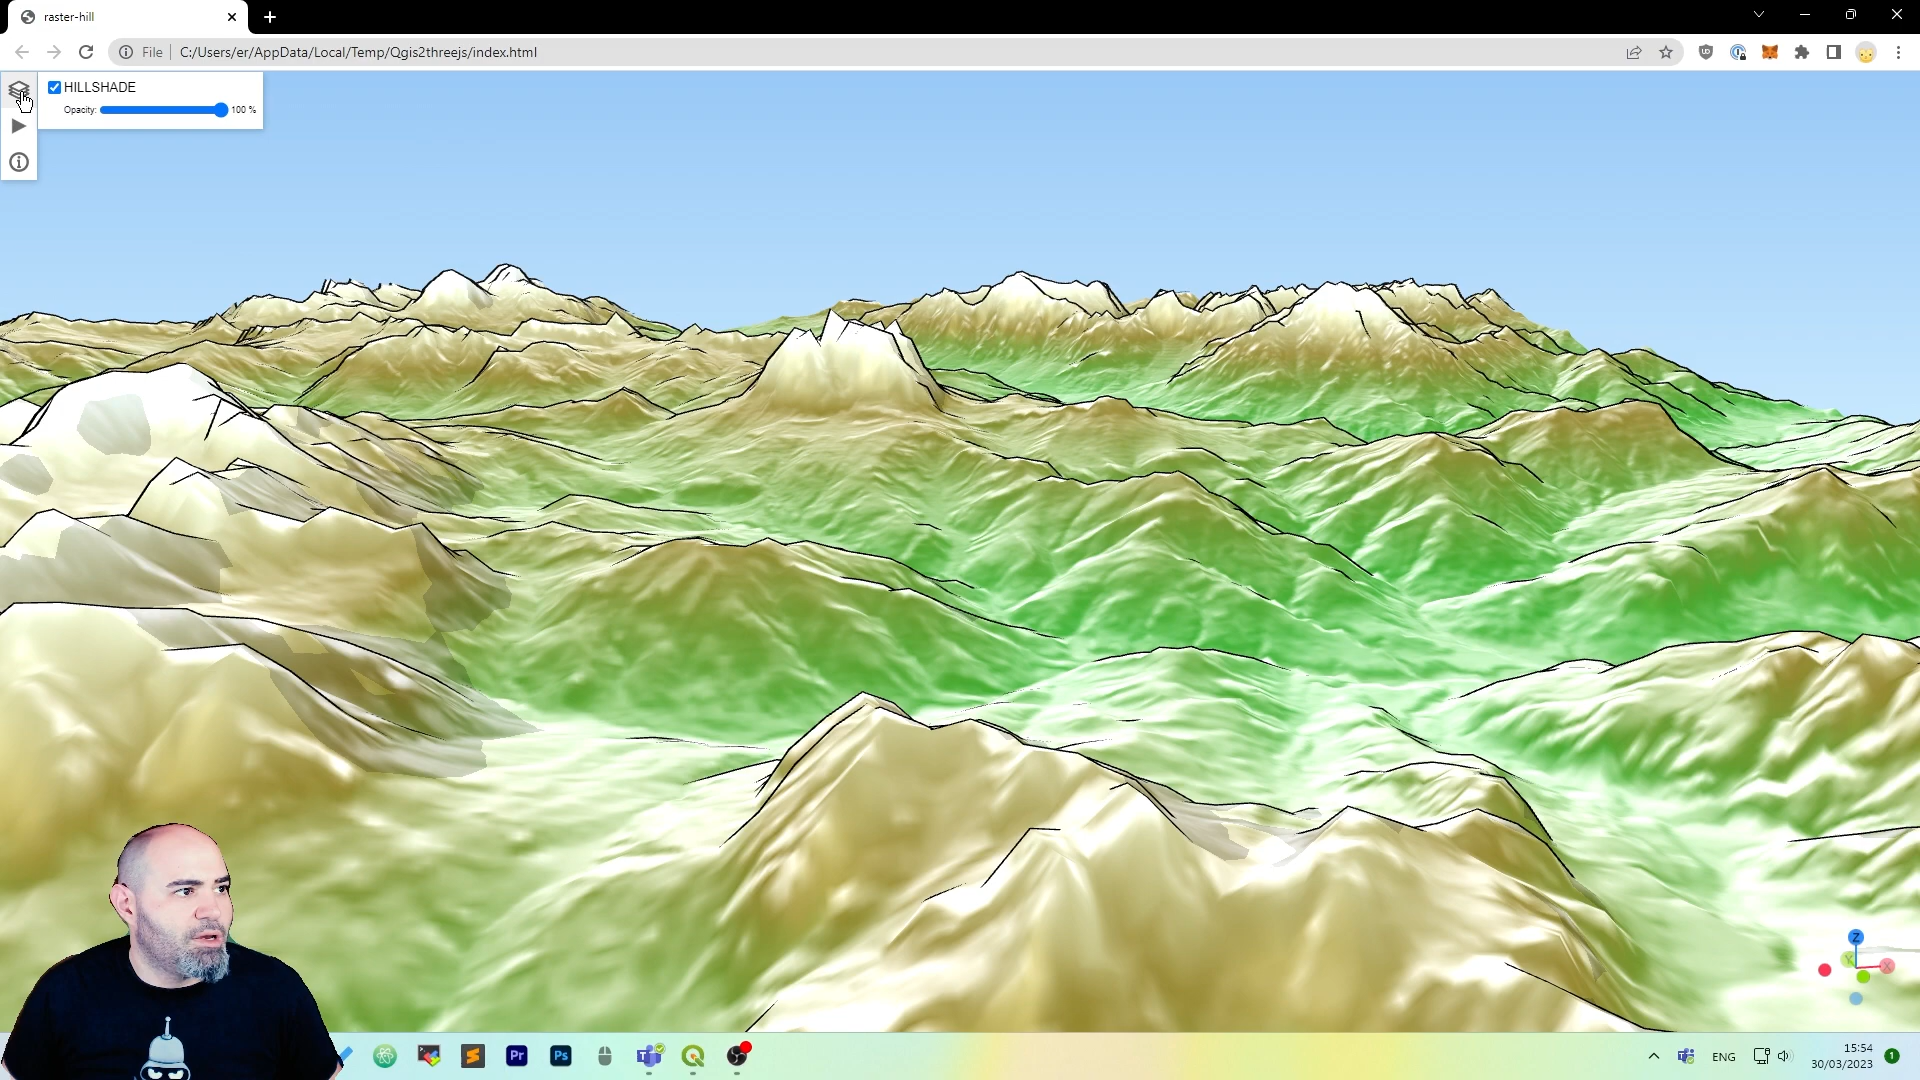 raster-hill
File
C:/Users/er/AppData/Local/Temp/Qgis2threejs/index.html
HILLSHADE
Opacity: 100 %
Z
Y
X
Pr
Ps
ENG
15:54
30/03/2023
1